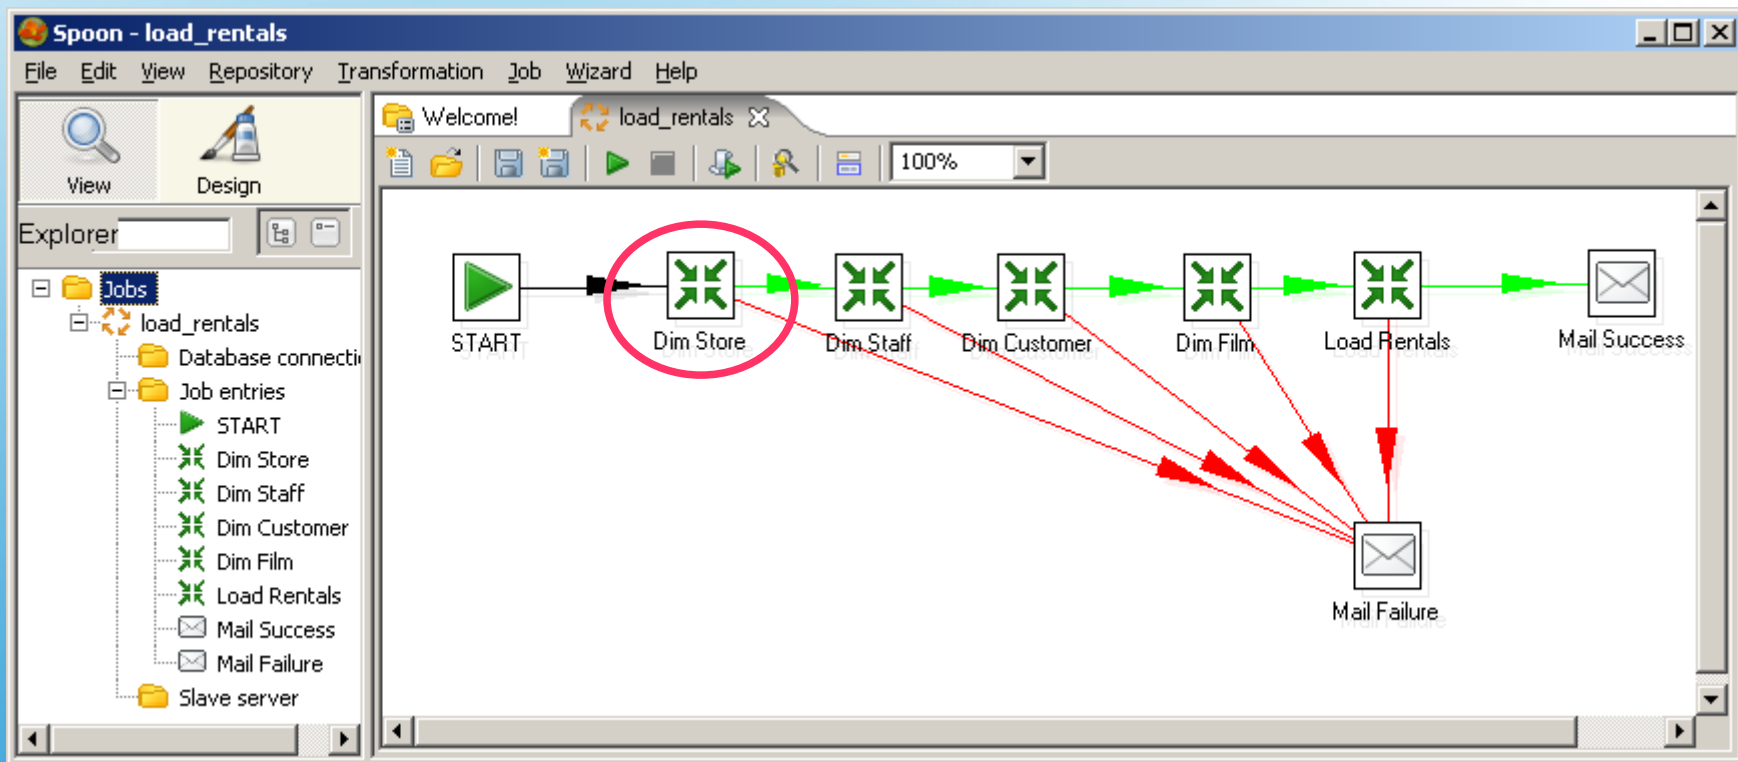 Spoon - load_rentals
File Edit View Repository Transformation Job Wizard Help
View Design
Explorer
Jobs
load_rentals
Database connecti
Job entries
START
Dim Store
Dim Staff
Dim Customer
Dim Film
Load Rentals
Mail Success
Mail Failure
Slave server
Welcome! load_rentals
100%
START Dim Store Dim Staff Dim Customer Dim Film Load Rentals Mail Success
Mail Failure